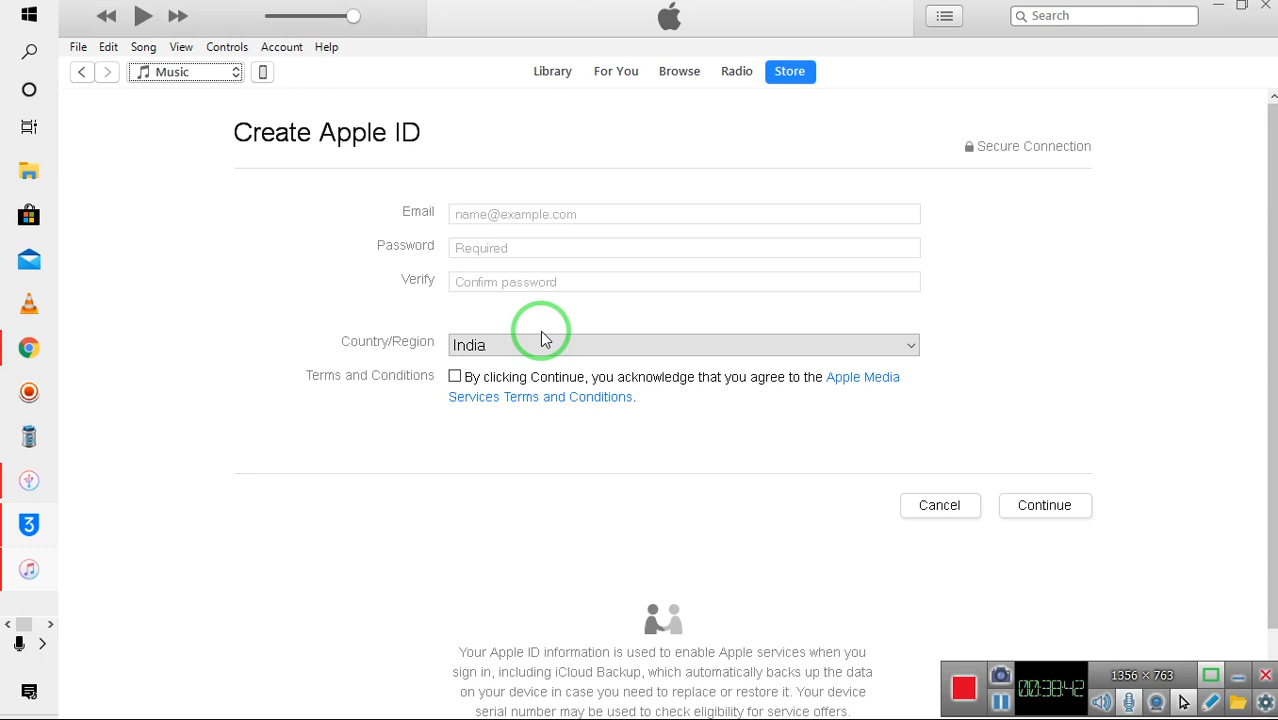 Search
File Edit Song View Controls Account Help
Music
Library For You Browse Radio Store
Create Apple ID
Secure Connection
Email name@example.com
Password Required
Verify Confirm password
Country/Region India
Terms and Conditions By clicking Continue, you acknowledge that you agree to the Apple Media
Services Terms and Conditions.
Cancel Continue
3
Your Apple ID information is used to enable Apple services when you
sign in, including iCloud Backup, which automatically backs up the data
on your device in case you need to replace or restore it. Your device
serial number may be used to check eligibility for service offers.
1356 × 763
00:38:42